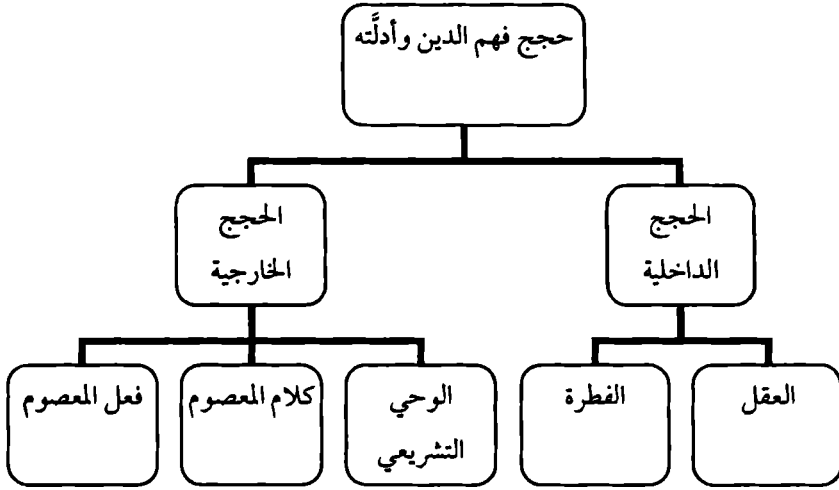 حجج فهم الدين وأدلَّته
الحجج
الداخلية
الحجج
الخارجية
العقل
الفطرة
الوحي
التشريعي
كلام المعصوم
فعل المعصوم